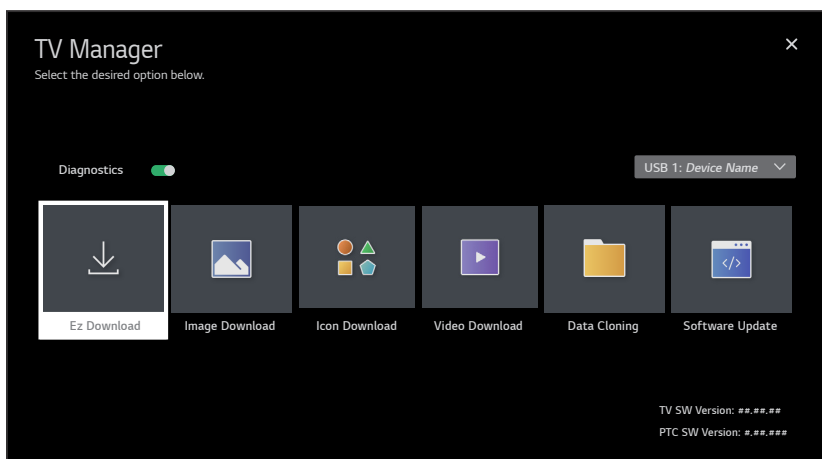 TV Manager
Select the desired option below.
Diagnostics
USB 1: Device Name
Ez Download
Image Download
Icon Download
Video Download
Data Cloning
Software Update
TV SW Version: ##.##.##
PTC SW Version: #.##.###